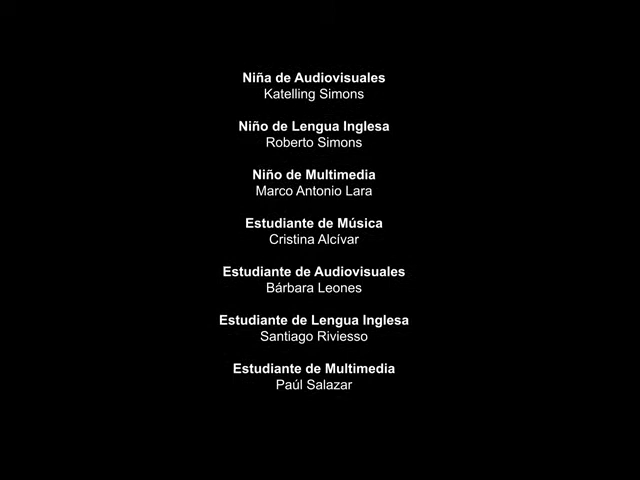 Niña de Audiovisuales
Katelling Simons
Niño de Lengua Inglesa
Roberto Simons
Niño de Multimedia
Marco Antonio Lara
Estudiante de Música
Cristina Alcívar
Estudiante de Audiovisuales
Bárbara Leones
Estudiante de Lengua Inglesa
Santiago Riviesso
Estudiante de Multimedia
Paúl Salazar